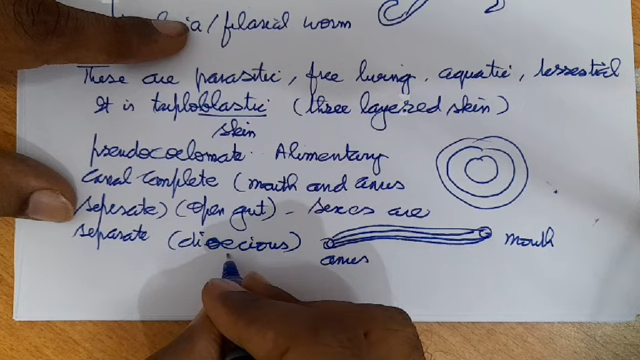 /filarial worm
These are parasitic, free living, aquatic, terrestrial
It is triploblastic (three layered skin)
skin
pseudocoelomate. Alimentary
canal complete (mouth and anus
seperate) (open gut) - Sexes are
separate (dioecious)
mouth
anus